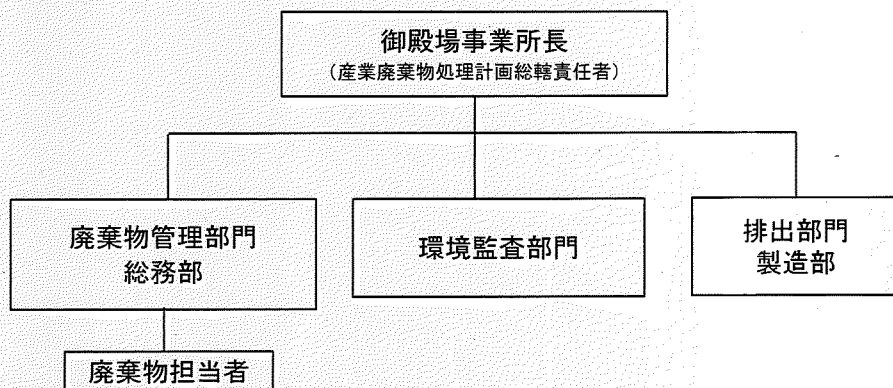 御殿場事業所長
（産業廃棄物処理計画総轄責任者）
廃棄物管理部門
総務部
環境監査部門
排出部門
製造部
廃棄物担当者